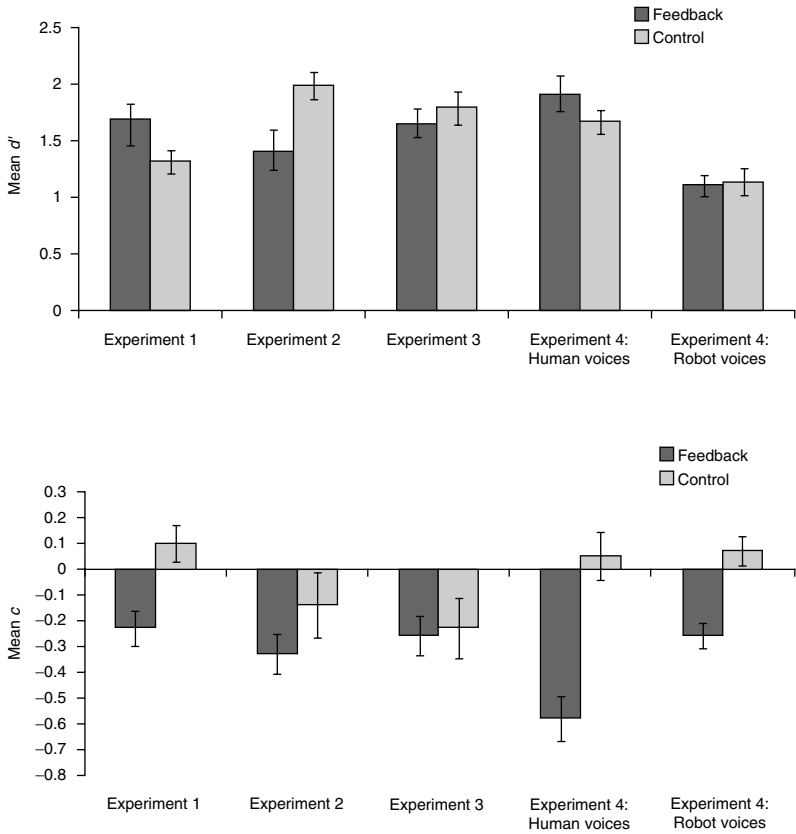 Feedback
Control
2.5
2
1.5
1
0.5
0
Mean d′
Experiment 1
Experiment 2
Experiment 3
Experiment 4:
Human voices
Experiment 4:
Robot voices
Feedback
Control
0.3
0.2
0.1
0
−0.1
−0.2
−0.3
−0.4
−0.5
−0.6
−0.7
−0.8
Mean c
Experiment 1
Experiment 2
Experiment 3
Experiment 4:
Human voices
Experiment 4:
Robot voices